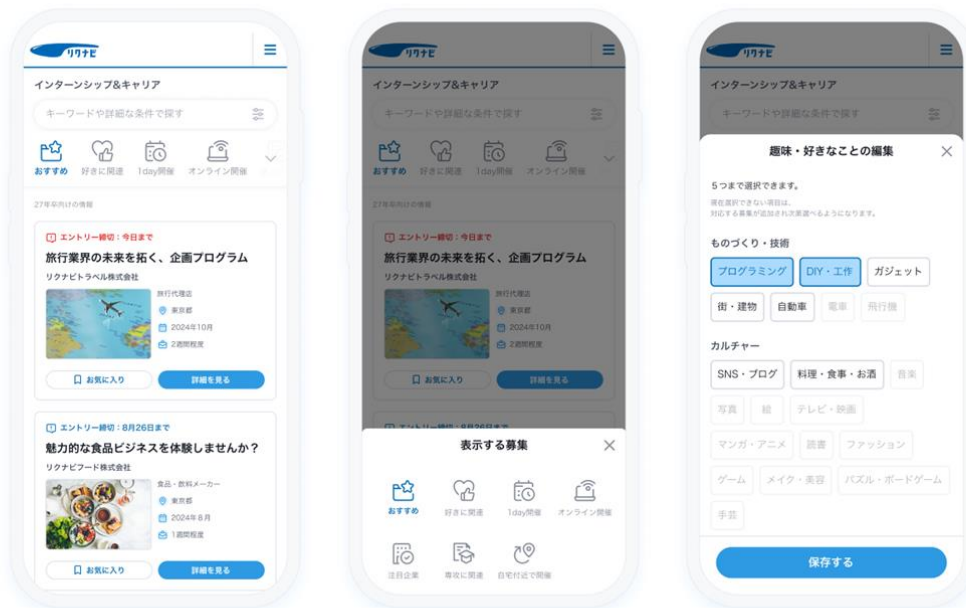 リクナビ
インターンシップ&キャリア
キーワードや詳細な条件で探す
おすすめ
好きに関連
1day開催
オンライン開催
27年卒向けの情報
エントリー締切：今日まで
旅行業界の未来を拓く、企画プログラム
リクナビトラベル株式会社
旅行代理店
東京都
2024年10月
2週間程度
お気に入り
詳細を見る
エントリー締切：8月26日まで
魅力的な食品ビジネスを体験しませんか？
リクナビフード株式会社
食品・飲料メーカー
東京都
2024年8月
1週間程度
お気に入り
詳細を見る
リクナビ
インターンシップ&キャリア
キーワードや詳細な条件で探す
おすすめ
好きに関連
1day開催
オンライン開催
27年卒向けの情報
エントリー締切：今日まで
旅行業界の未来を拓く、企画プログラム
リクナビトラベル株式会社
旅行代理店
東京都
2024年10月
2週間程度
お気に入り
詳細を見る
エントリー締切：8月26日まで
表示する募集
おすすめ
好きに関連
1day開催
オンライン開催
注目企業
専攻に関連
自宅付近で開催
リクナビ
インターンシップ&キャリア
キーワードや詳細な条件で探す
趣味・好きなことの編集
5つまで選択できます。
現在選択できない項目は、
対応する募集が追加され次第選べるようになります。
ものづくり・技術
プログラミング DIY・工作 ガジェット
街・建物 自動車 電車 飛行機
カルチャー
SNS・ブログ 料理・食事・お酒 音楽
写真 絵 テレビ・映画
マンガ・アニメ 読書 ファッション
ゲーム メイク・美容 パズル・ボードゲーム
手芸
保存する